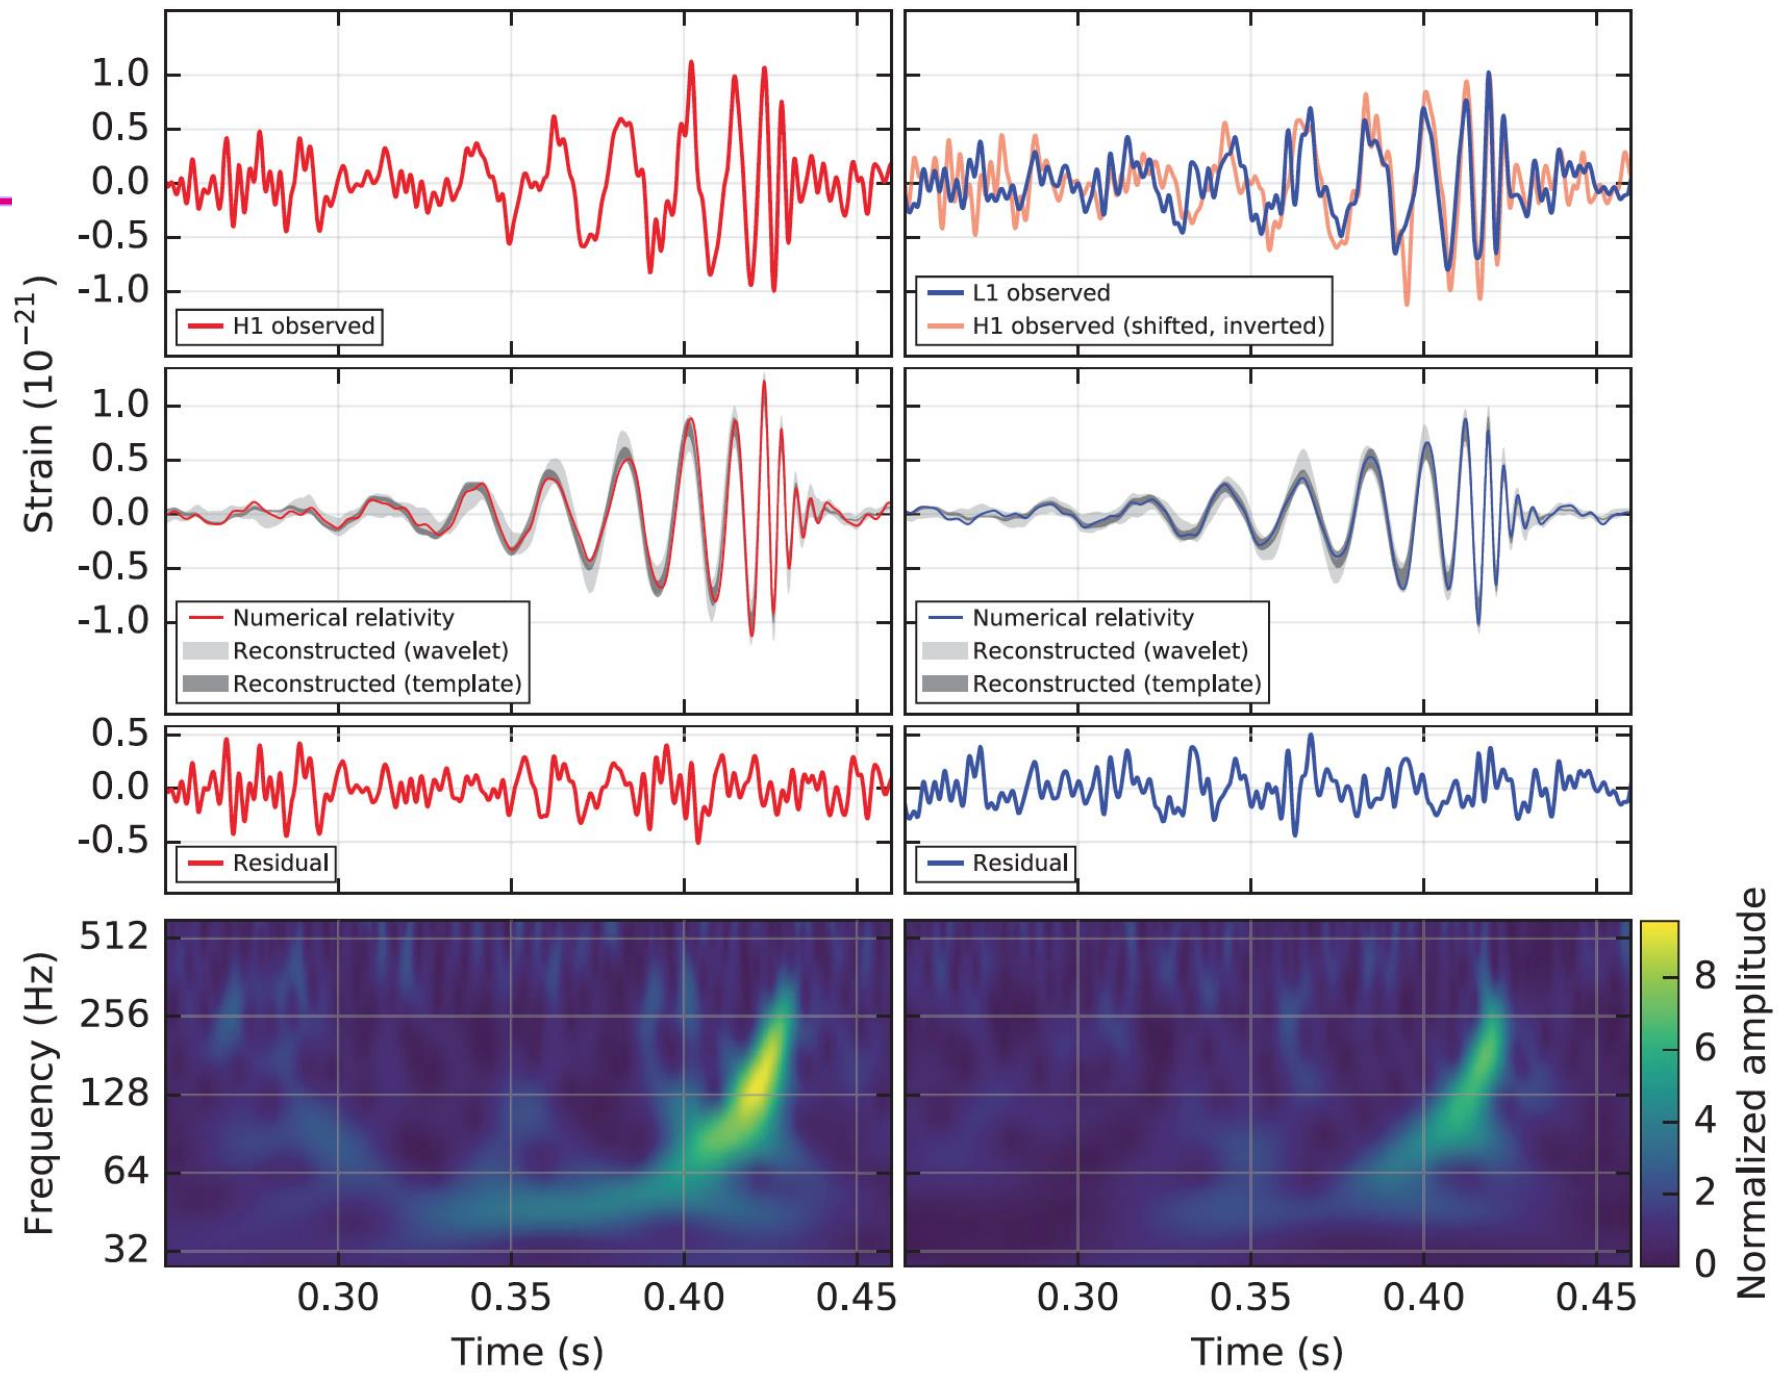 Strain (10⁻²¹)
1.0
0.5
0.0
-0.5
-1.0
H1 observed
L1 observed
H1 observed (shifted, inverted)
1.0
0.5
0.0
-0.5
-1.0
Numerical relativity
Reconstructed (wavelet)
Reconstructed (template)
Numerical relativity
Reconstructed (wavelet)
Reconstructed (template)
0.5
0.0
-0.5
Residual
Residual
Frequency (Hz)
512
256
128
64
32
0.30 0.35 0.40 0.45
Time (s)
0.30 0.35 0.40 0.45
Time (s)
8
6
4
2
0
Normalized amplitude